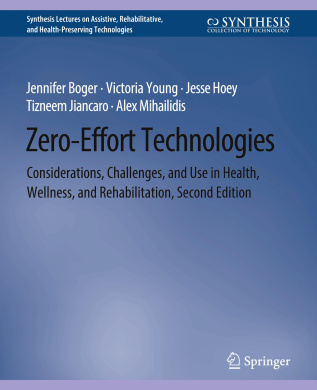 Synthesis Lectures on Assistive, Rehabilitative,
and Health-Preserving Technologies
SYNTHESIS
COLLECTION OF TECHNOLOGY
Jennifer Boger · Victoria Young · Jesse Hoey
Tizneem Jiancaro · Alex Mihailidis
Zero-Effort Technologies
Considerations, Challenges, and Use in Health,
Wellness, and Rehabilitation, Second Edition
Springer